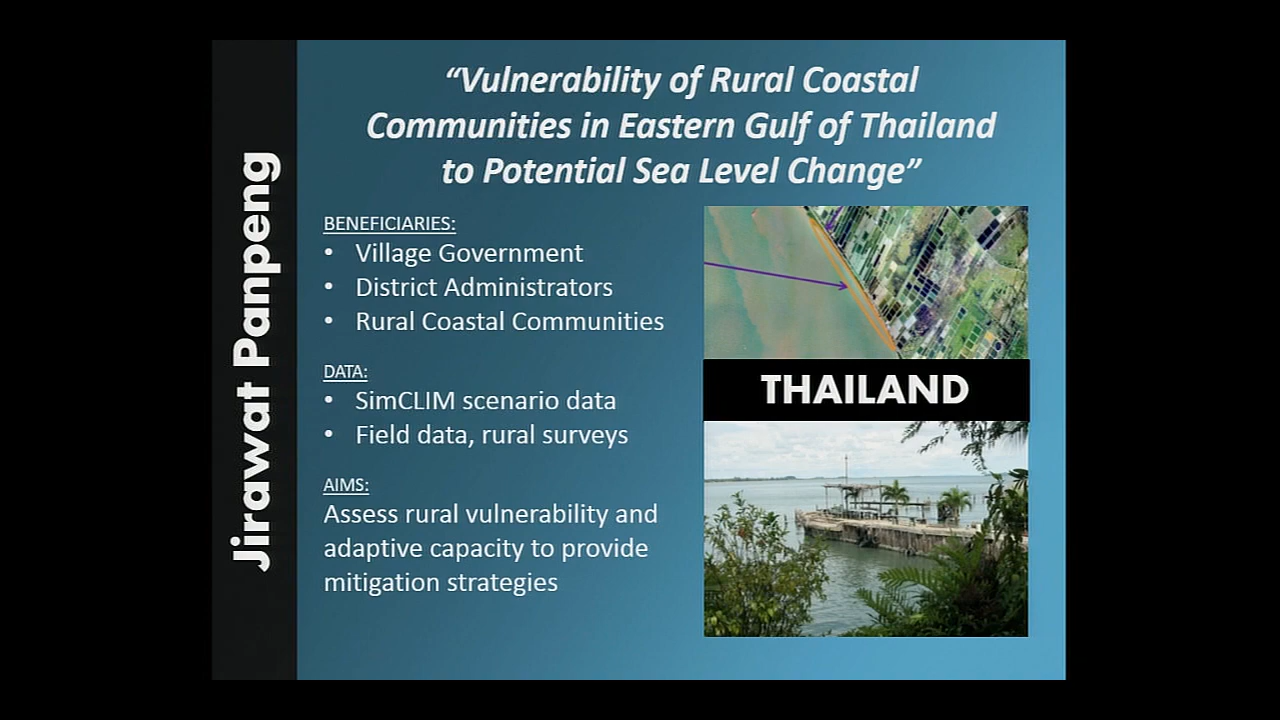 Jirawat Panpeng
“Vulnerability of Rural Coastal
Communities in Eastern Gulf of Thailand
to Potential Sea Level Change”
BENEFICIARIES:
• Village Government
• District Administrators
• Rural Coastal Communities
DATA:
• SimCLIM scenario data
• Field data, rural surveys
AIMS:
Assess rural vulnerability and
adaptive capacity to provide
mitigation strategies
THAILAND